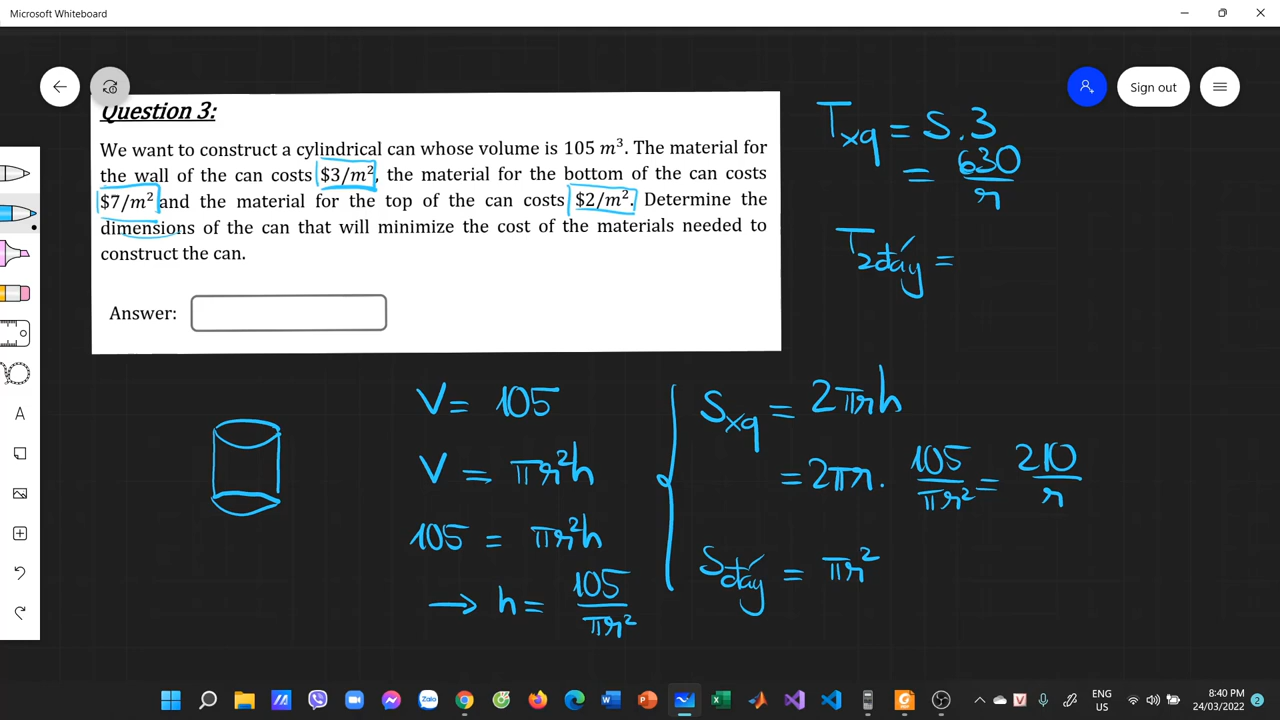 Microsoft Whiteboard
Sign out
Question 3:
We want to construct a cylindrical can whose volume is 105 m³. The material for
the wall of the can costs $3/m², the material for the bottom of the can costs
$7/m² and the material for the top of the can costs $2/m². Determine the
dimensions of the can that will minimize the cost of the materials needed to
construct the can.
Answer:
Txq = S.3
= 630/r
T2đáy =
V = 105
V = πr²h
105 = πr²h
→ h = 105/πr²
Sxq = 2πrh
= 2πr. 105/πr² = 210/r
Sđáy = πr²
A
Zalo
V
ENG
US
8:40 PM
24/03/2022
2